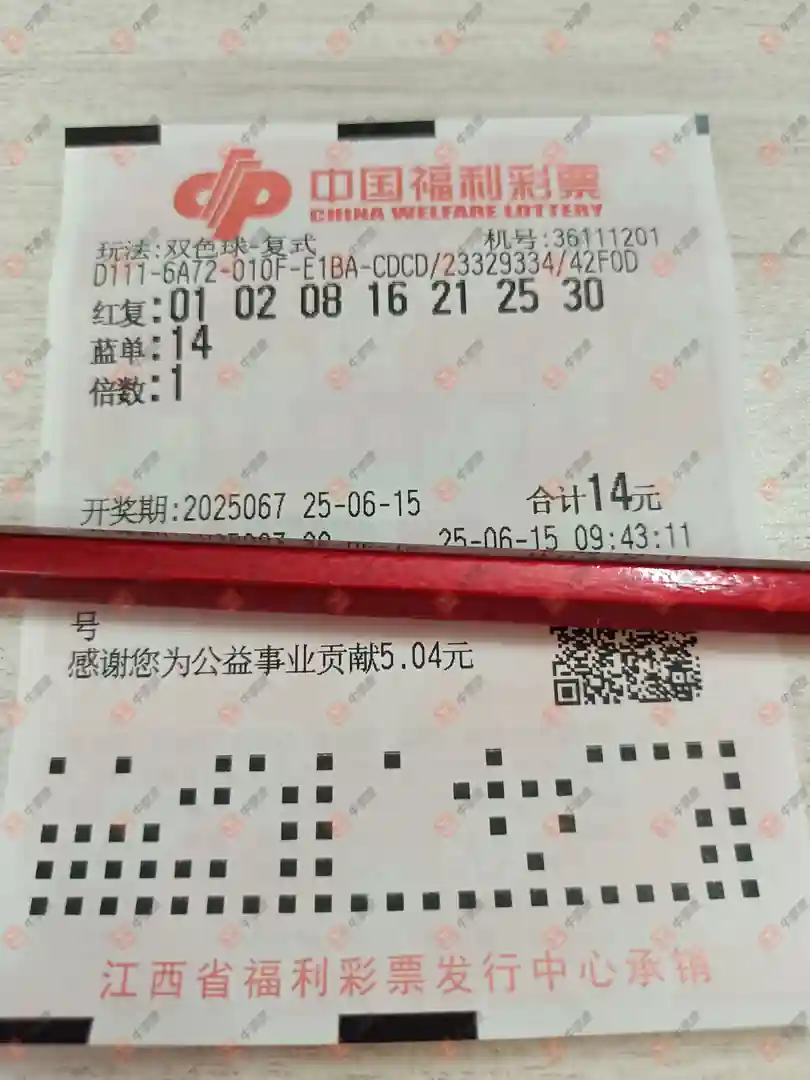 中国福利彩票
CHINA WELFARE LOTTERY
玩法:双色球-复式 机号:36111201
D111-6A72-010F-E1BA-CDCD/23329334/42F0D
红复:01 02 08 16 21 25 30
蓝单:14
倍数:1
开奖期:2025067 25-06-15 合计14元
25-06-15 09:43:11
号
感谢您为公益事业贡献5.04元
江西省福利彩票发行中心承销